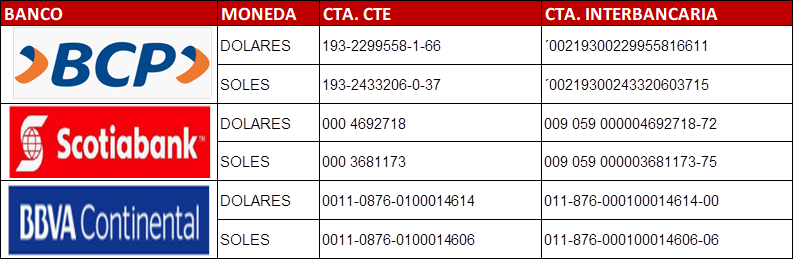 BANCO MONEDA CTA. CTE CTA. INTERBANCARIA
BCP DOLARES 193-2299558-1-66 ´00219300229955816611
SOLES 193-2433206-0-37 ´00219300243320603715
Scotiabank™ DOLARES 000 4692718 009 059 000004692718-72
SOLES 000 3681173 009 059 000003681173-75
BBVA Continental DOLARES 0011-0876-0100014614 011-876-000100014614-00
SOLES 0011-0876-0100014606 011-876-000100014606-06